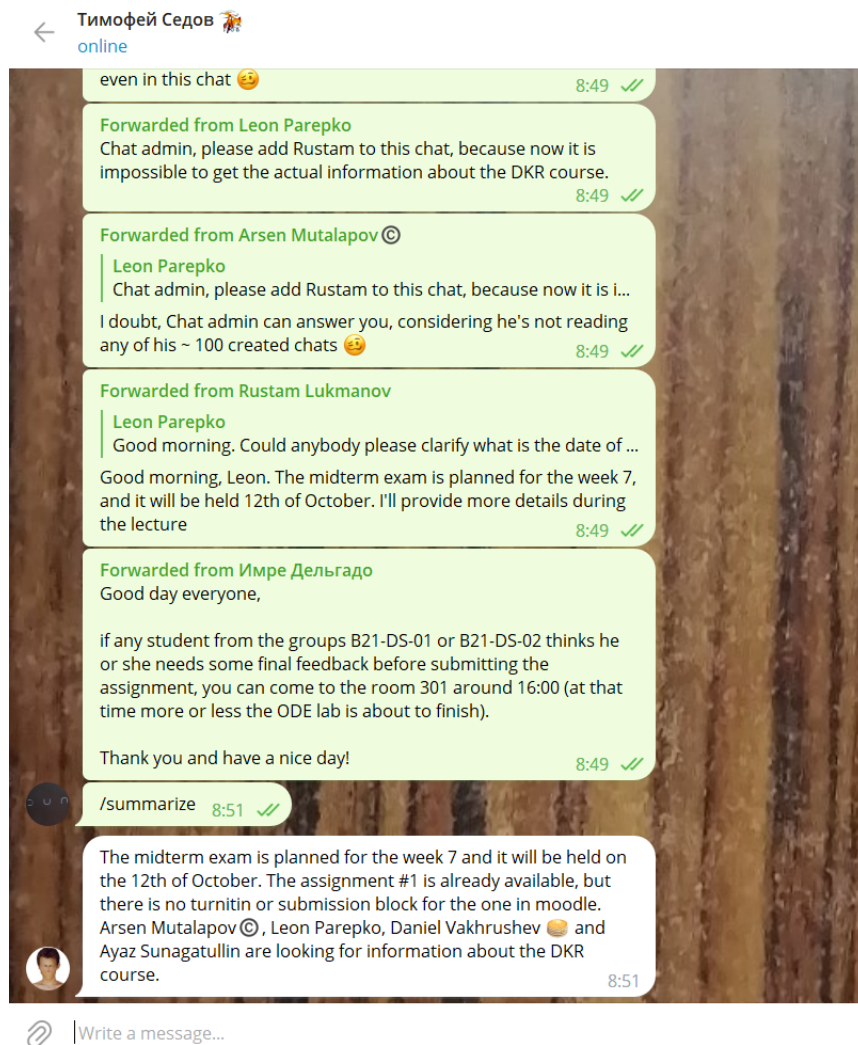 Тимофей Седов
online
even in this chat 🥴
8:49
Forwarded from Leon Parepko
Chat admin, please add Rustam to this chat, because now it is
impossible to get the actual information about the DKR course.
8:49
Forwarded from Arsen Mutalapov©
Leon Parepko
Chat admin, please add Rustam to this chat, because now it is i...
I doubt, Chat admin can answer you, considering he's not reading
any of his ~ 100 created chats 🥴
8:49
Forwarded from Rustam Lukmanov
Leon Parepko
Good morning. Could anybody please clarify what is the date of ...
Good morning, Leon. The midterm exam is planned for the week 7,
and it will be held 12th of October. I'll provide more details during
the lecture
8:49
Forwarded from Имре Дельгадо
Good day everyone,
if any student from the groups B21-DS-01 or B21-DS-02 thinks he
or she needs some final feedback before submitting the
assignment, you can come to the room 301 around 16:00 (at that
time more or less the ODE lab is about to finish).
Thank you and have a nice day!
8:49
/summarize
8:51
The midterm exam is planned for the week 7 and it will be held on
the 12th of October. The assignment #1 is already available, but
there is no turnitin or submission block for the one in moodle.
Arsen Mutalapov©, Leon Parepko, Daniel Vakhrushev 🥞 and
Ayaz Sunagatullin are looking for information about the DKR
course.
8:51
Write a message...